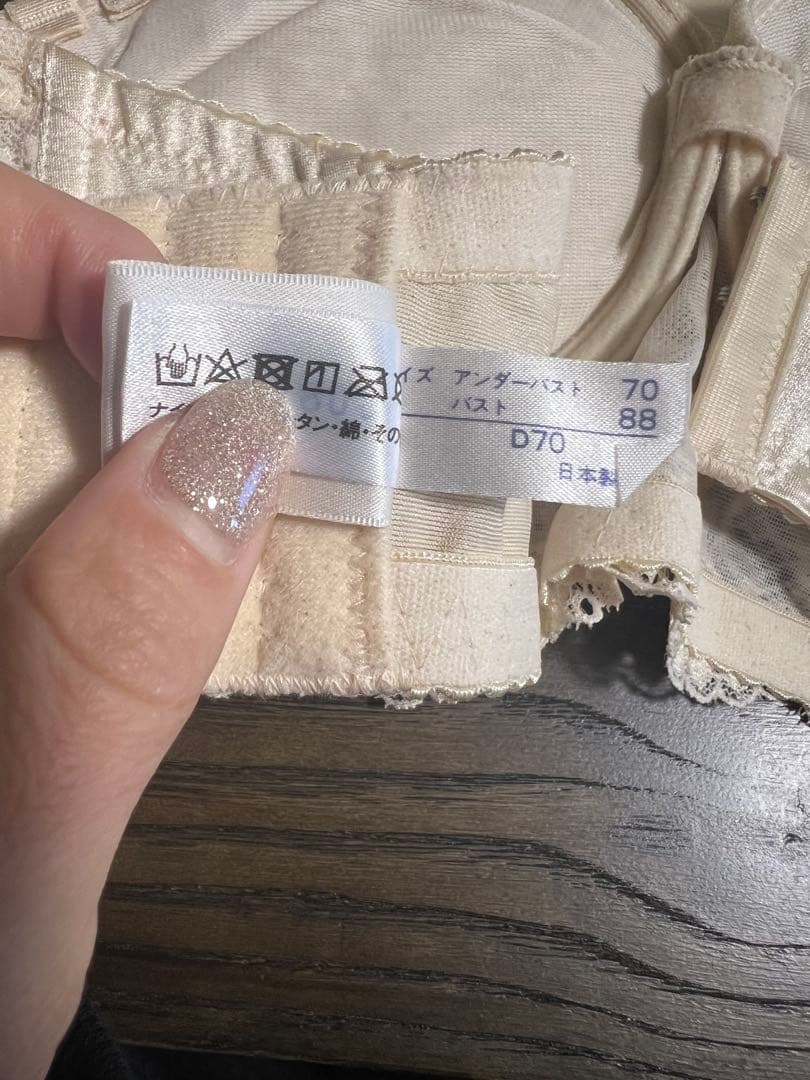 イズ アンダーバスト 70
バスト 88
D70
日本製
タン・綿・その